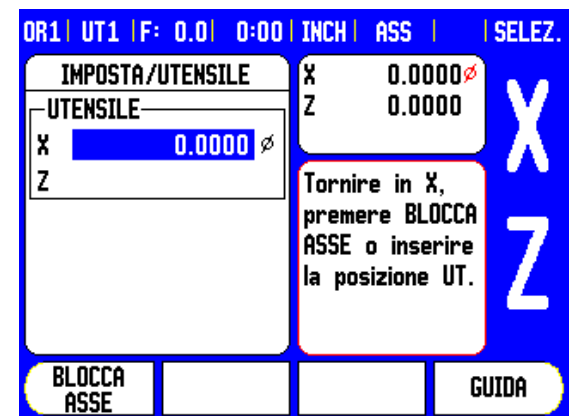 OR1| UT1 |F: 0.0| 0:00| INCH| ASS | | SELEZ.
IMPOSTA/UTENSILE
UTENSILE
X 0.0000 Ø
Z
X 0.0000 Ø
Z 0.0000
Tornire in X,
premere BLOCCA
ASSE o inserire
la posizione UT.
X
Z
BLOCCA
ASSE
GUIDA